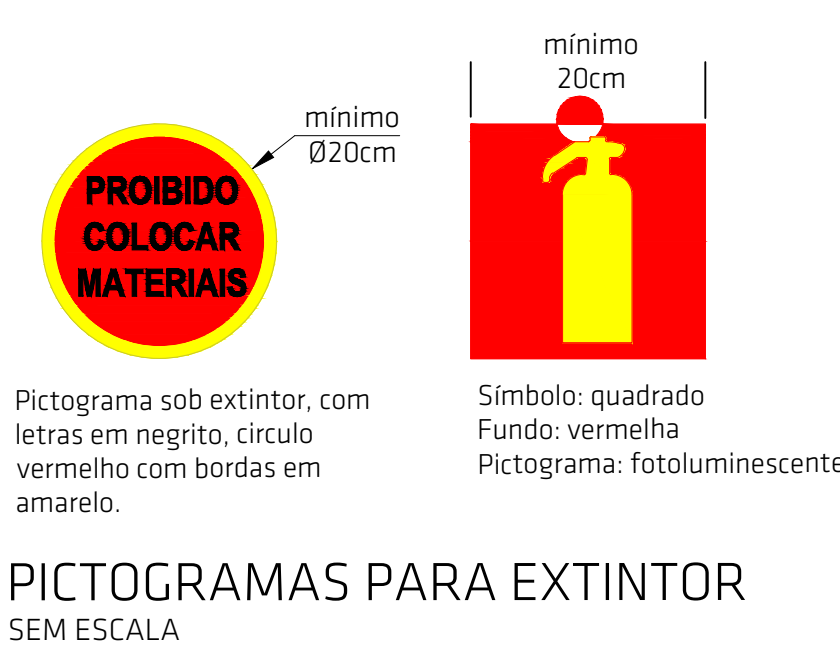 mínimo
Ø20cm
PROIBIDO
COLOCAR
MATERIAIS
Pictograma sob extintor, com
letras em negrito, circulo
vermelho com bordas em
amarelo.
mínimo
20cm
Símbolo: quadrado
Fundo: vermelha
Pictograma: fotoluminescente
PICTOGRAMAS PARA EXTINTOR
SEM ESCALA